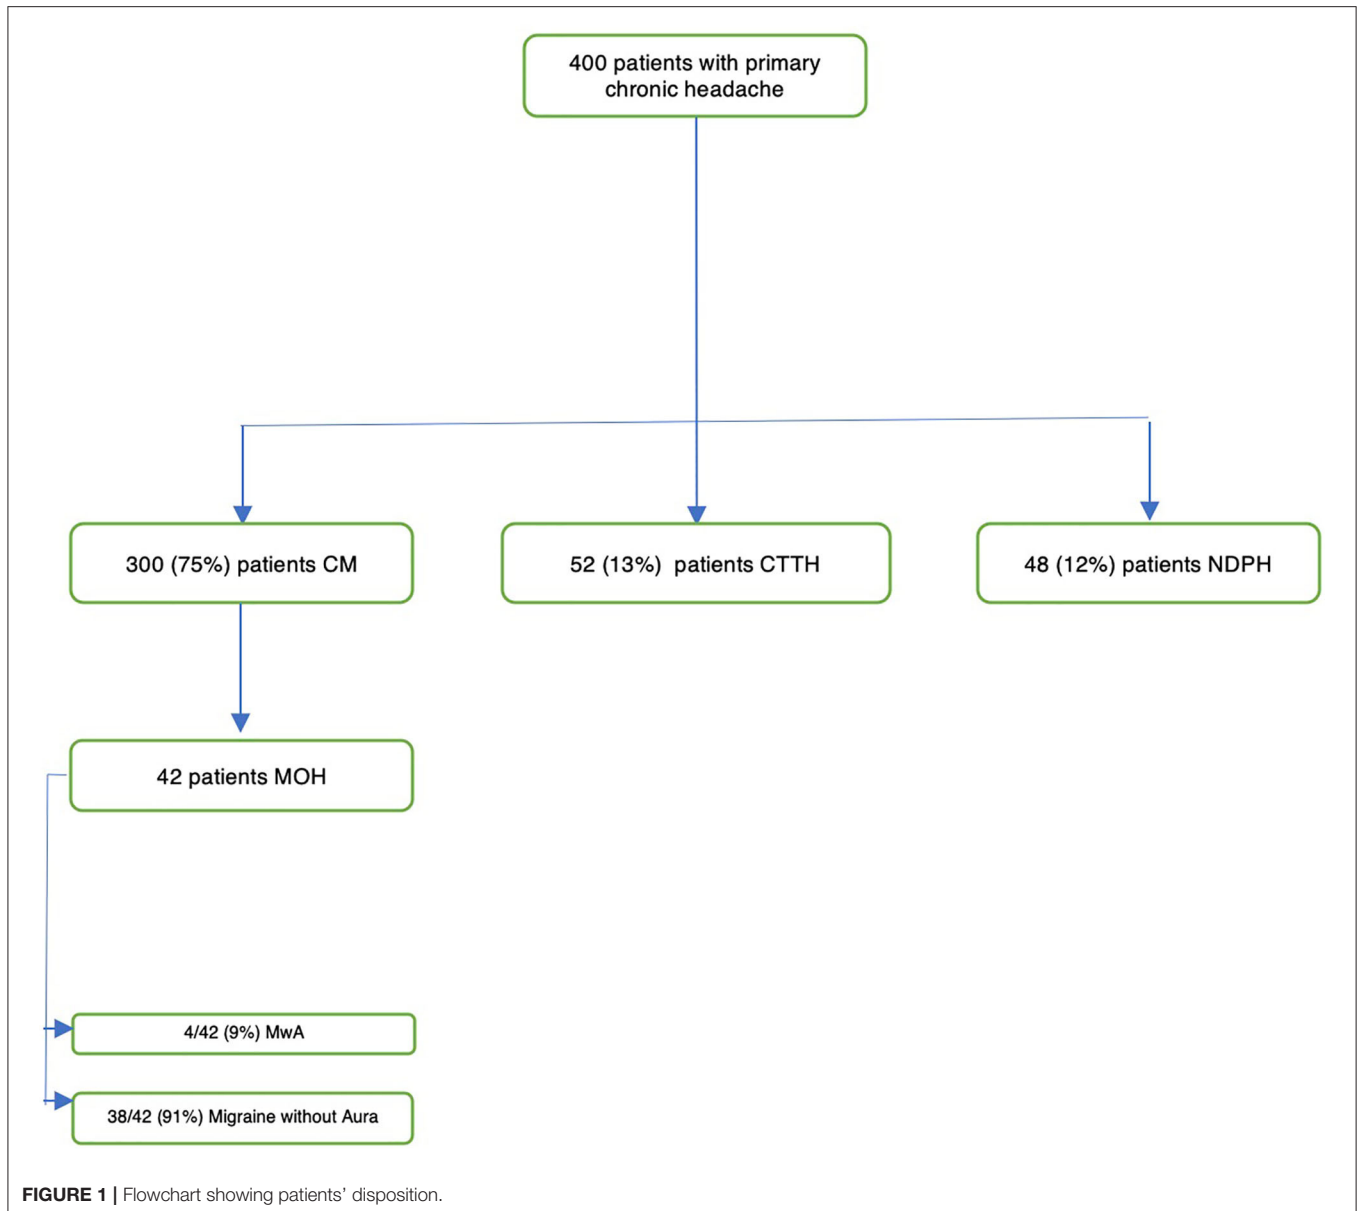 400 patients with primary
chronic headache
300 (75%) patients CM
52 (13%) patients CTTH
48 (12%) patients NDPH
42 patients MOH
4/42 (9%) MwA
38/42 (91%) Migraine without Aura
FIGURE 1 | Flowchart showing patients’ disposition.